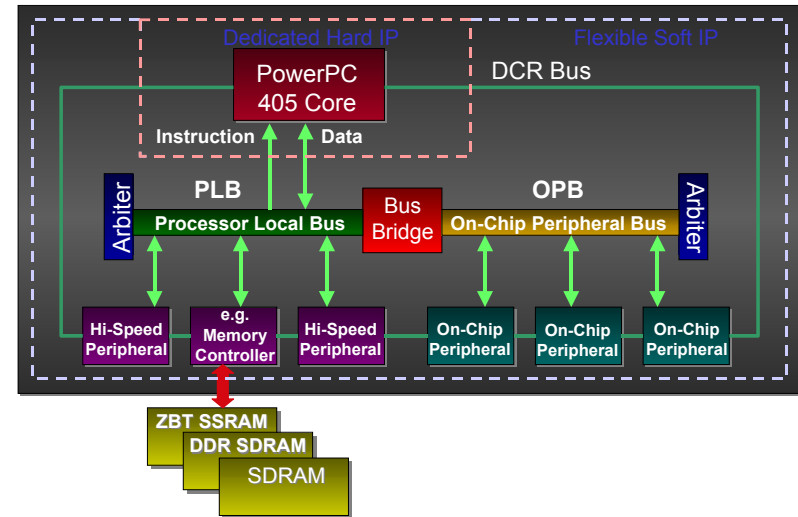 Dedicated Hard IP
Flexible Soft IP
PowerPC
405 Core
DCR Bus
Instruction
Data
PLB
OPB
Arbiter
Processor Local Bus
Bus
Bridge
On-Chip Peripheral Bus
Arbiter
Hi-Speed
Peripheral
e.g.
Memory
Controller
Hi-Speed
Peripheral
On-Chip
Peripheral
On-Chip
Peripheral
On-Chip
Peripheral
ZBT SSRAM
DDR SDRAM
SDRAM